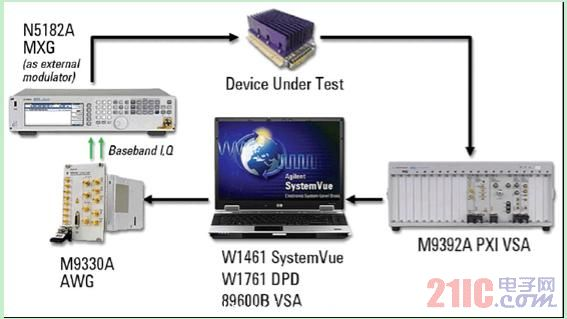 N5182A
MXG
(as external
modulator)
Device Under Test
Baseband I,Q
Agilent
SystemVue
M9392A PXI VSA
M9330A
AWG
W1461 SystemVue
W1761 DPD
89600B VSA
21IC电子网